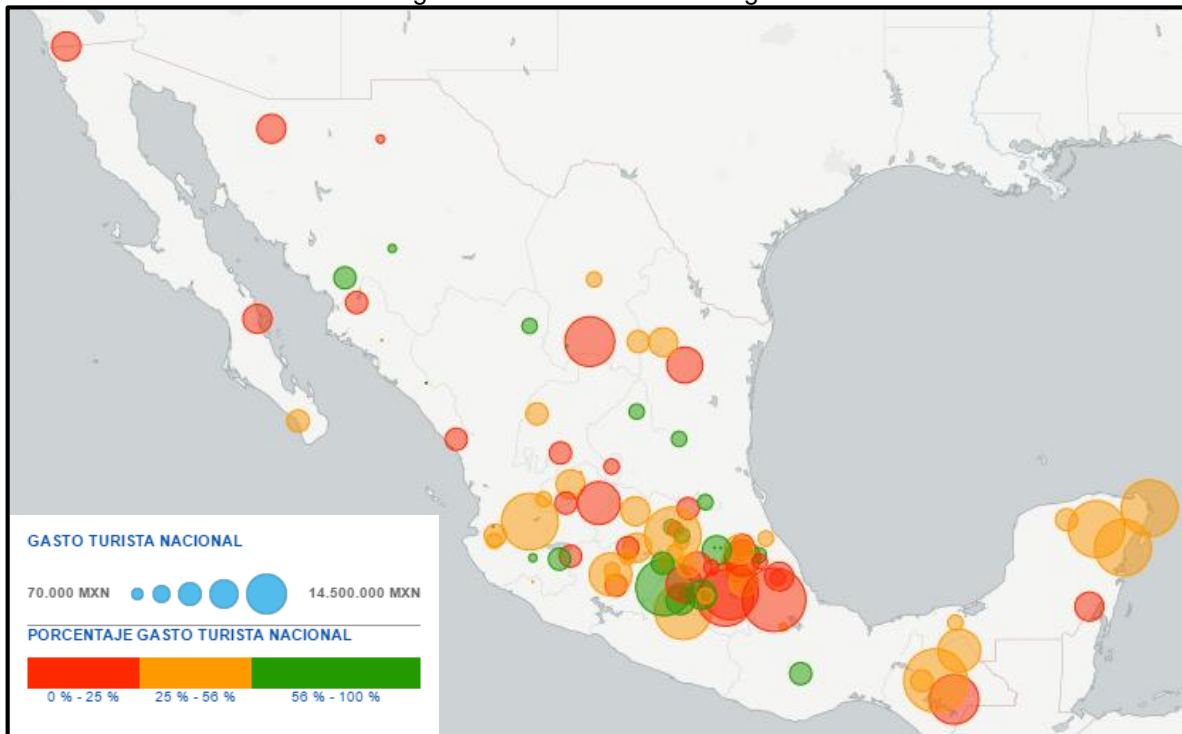 GASTO TURISTA NACIONAL
70.000 MXN 14.500.000 MXN
PORCENTAJE GASTO TURISTA NACIONAL
0 % - 25 % 25 % - 56 % 56 % - 100 %